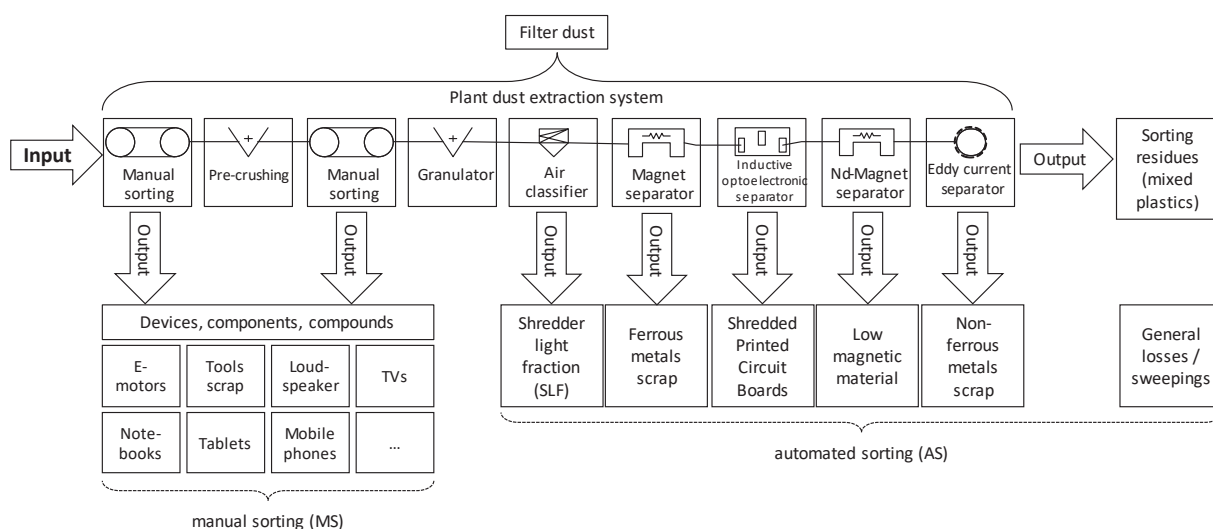 Filter dust
Plant dust extraction system
Input
Manual
sorting
Pre-crushing
Manual
sorting
Granulator
Air
classifier
Magnet
separator
Inductive
optoelectronic
separator
Nd-Magnet
separator
Eddy current
separator
Output
Sorting
residues
(mixed
plastics)
Output
Output
Output
Output
Output
Output
Output
Devices, components, compounds
E-
motors
Tools
scrap
Loud-
speaker
TVs
Note-
books
Tablets
Mobile
phones
...
Shredder
light
fraction
(SLF)
Ferrous
metals
scrap
Shredded
Printed
Circuit
Boards
Low
magnetic
material
Non-
ferrous
metals
scrap
General
losses /
sweepings
automated sorting (AS)
manual sorting (MS)